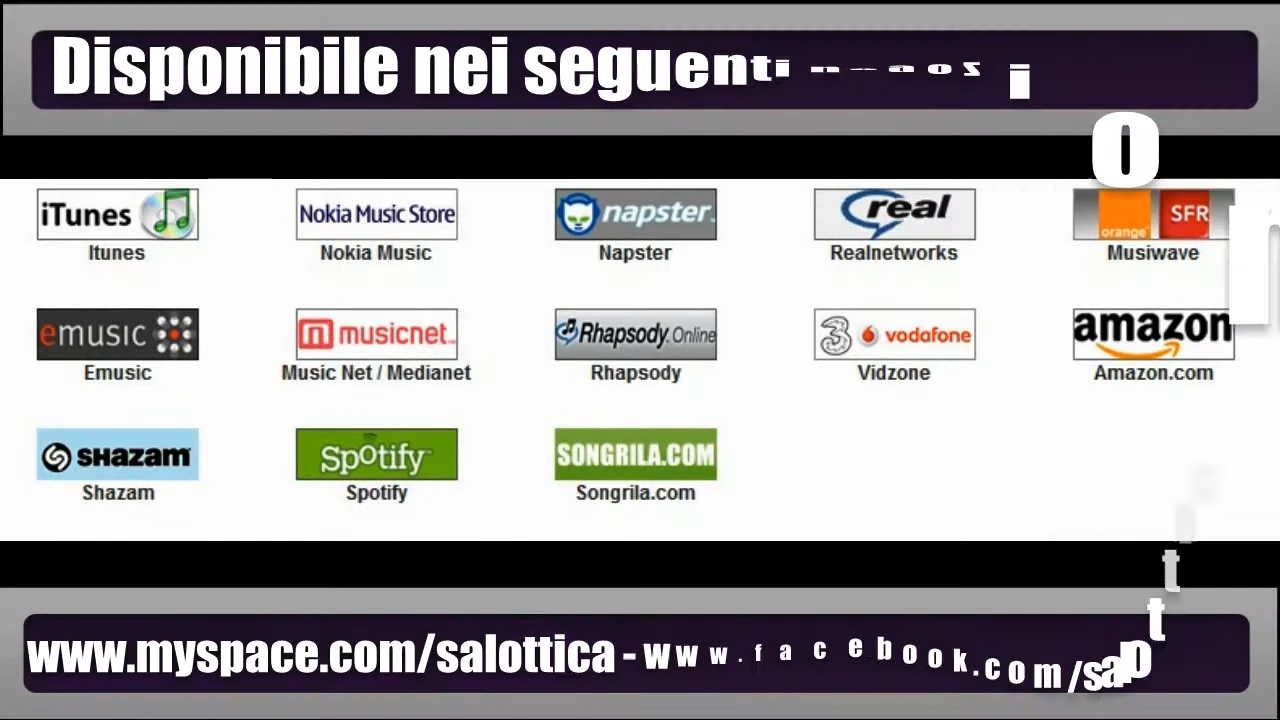 Disponibile nei seguenti
iTunes
Nokia Music Store
napster.
real
orange SFR
Itunes
Nokia Music
Napster
Realnetworks
Musiwave
emusic
musicnet.
Rhapsody Online
3 vodafone
amazon
Emusic
Music Net / Medianet
Rhapsody
Vidzone
Amazon.com
SHAZAM
Spotify
SONGRILA.COM
Shazam
Spotify
Songrila.com
www.myspace.com/salottica - www.facebook.com/